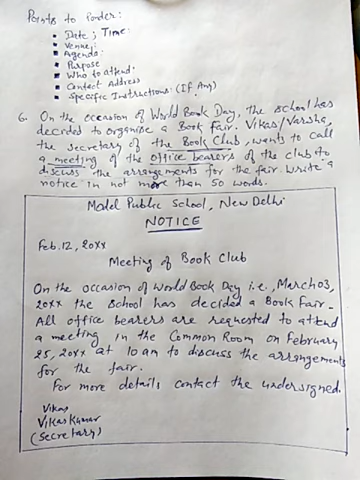 Points to Ponder:
• Date; Time:
• Venue;
• Agenda:
• Purpose
• Who to attend:
• Contact Address
• Specific Instructions: (If Any)
6. On the occasion of World Book Day, the school has
decided to organise a Book fair. Vikas/Varsha,
the secretary of the Book Club, wants to call
a meeting of the office bearers of the club to
discuss the arrangements for the fair. Write a
notice in not more than 50 words.
Model Public School, New Delhi
NOTICE
Feb. 12, 20xx
Meeting of Book Club
On the occasion of World Book Day i.e., March 03,
20xx the school has decided a Book Fair.
All office bearers are requested to attend
a meeting in the Common Room on February
25, 20xx at 10 am to discuss the arrangements
for the fair.
For more details contact the undersigned.
Vikas
Vikas Kumar
(Secretary)